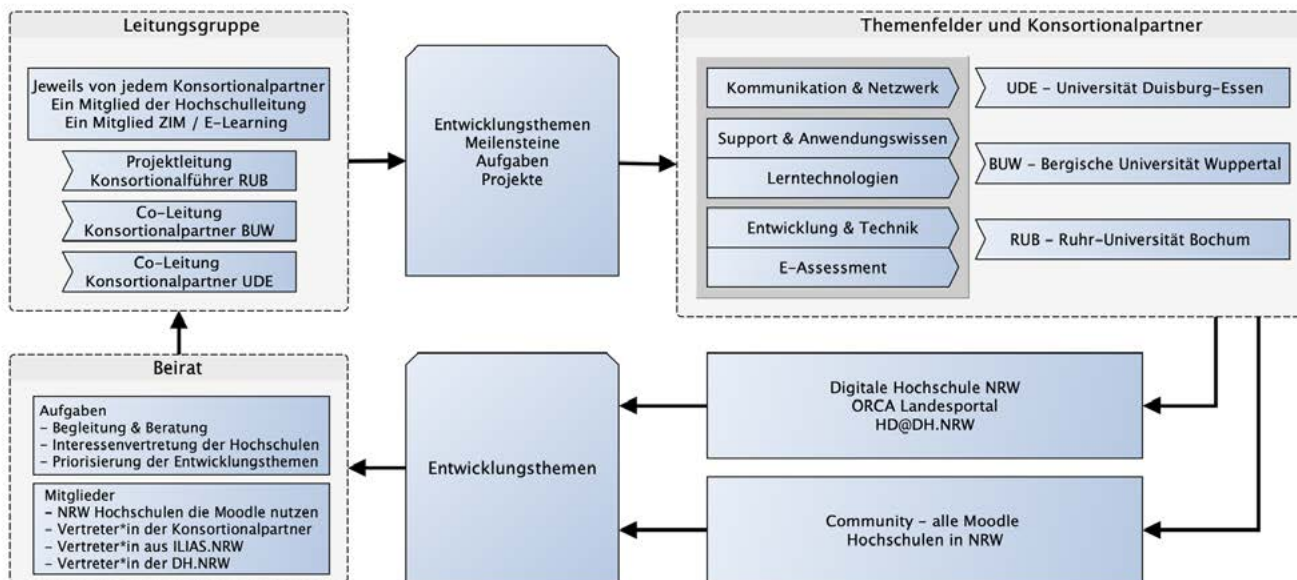 Leitungsgruppe
Jeweils von jedem Konsortionalpartner
Ein Mitglied der Hochschulleitung
Ein Mitglied ZIM / E-Learning
Projektleitung
Konsortionalführer RUB
Co-Leitung
Konsortionalpartner BUW
Co-Leitung
Konsortionalpartner UDE
Entwicklungsthemen
Meilensteine
Aufgaben
Projekte
Themenfelder und Konsortionalpartner
Kommunikation & Netzwerk
Support & Anwendungswissen
Lerntechnologien
Entwicklung & Technik
E-Assessment
UDE – Universität Duisburg-Essen
BUW – Bergische Universität Wuppertal
RUB – Ruhr-Universität Bochum
Digitale Hochschule NRW
ORCA Landesportal
HD@DH.NRW
Community – alle Moodle
Hochschulen in NRW
Entwicklungsthemen
Beirat
Aufgaben
– Begleitung & Beratung
– Interessenvertretung der Hochschulen
– Priorisierung der Entwicklungsthemen
Mitglieder
– NRW Hochschulen die Moodle nutzen
– Vertreter*in der Konsortionalpartner
– Vertreter*in aus ILIAS.NRW
– Vertreter*in der DH.NRW